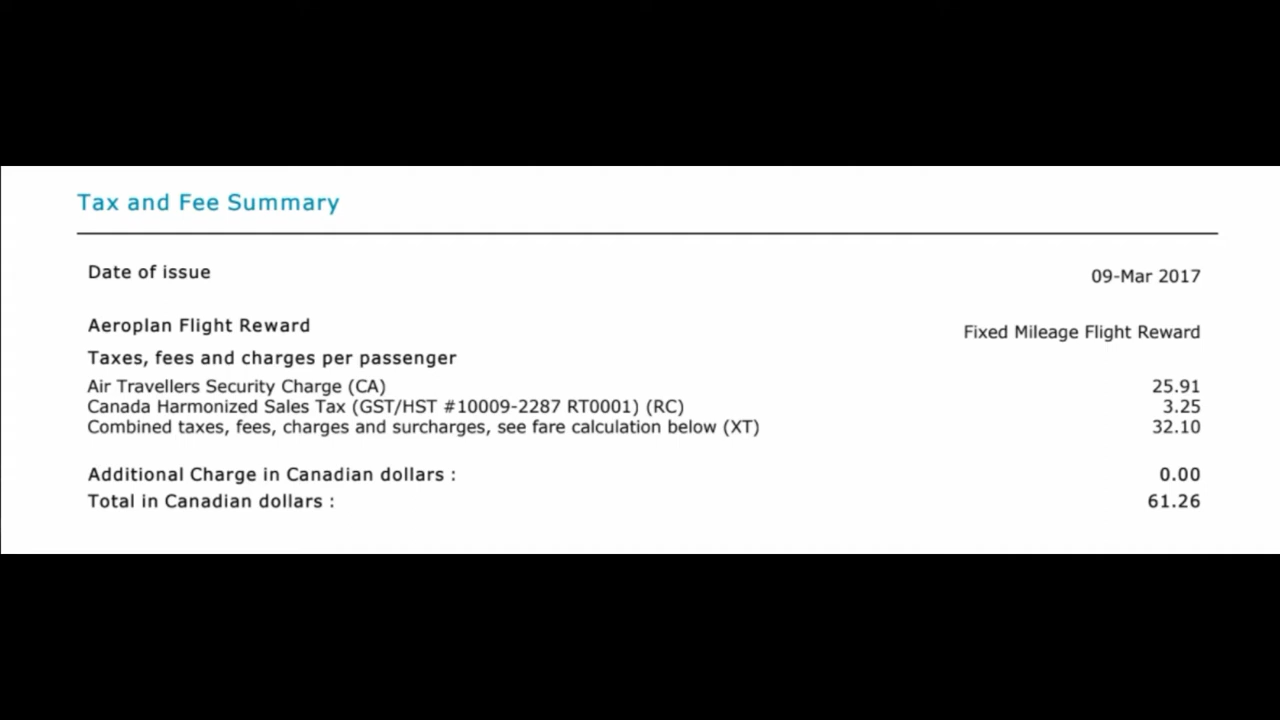 Tax and Fee Summary
Date of issue 09-Mar 2017
Aeroplan Flight Reward Fixed Mileage Flight Reward
Taxes, fees and charges per passenger
Air Travellers Security Charge (CA) 25.91
Canada Harmonized Sales Tax (GST/HST #10009-2287 RT0001) (RC) 3.25
Combined taxes, fees, charges and surcharges, see fare calculation below (XT) 32.10
Additional Charge in Canadian dollars : 0.00
Total in Canadian dollars : 61.26